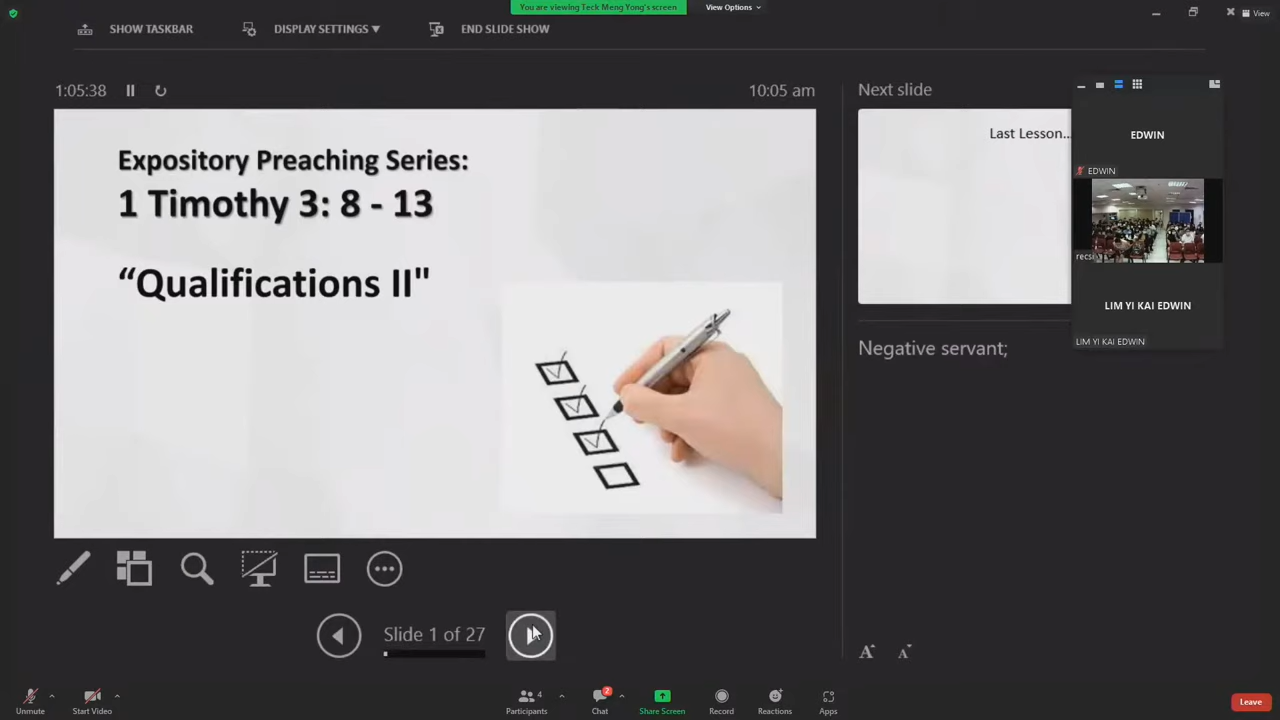 You are viewing Teck Meng Yong's screen
View Options
View
SHOW TASKBAR
DISPLAY SETTINGS
END SLIDE SHOW
1:05:38
10:05 am
Expository Preaching Series:
1 Timothy 3: 8 - 13
“Qualifications II"
Slide 1 of 27
Next slide
Last Lesson...
Negative servant;
EDWIN
EDWIN
LIM YI KAI EDWIN
LIM YI KAI EDWIN
A A
Unmute
Start Video
4
Participants
2
Chat
Share Screen
Record
Reactions
Apps
Leave